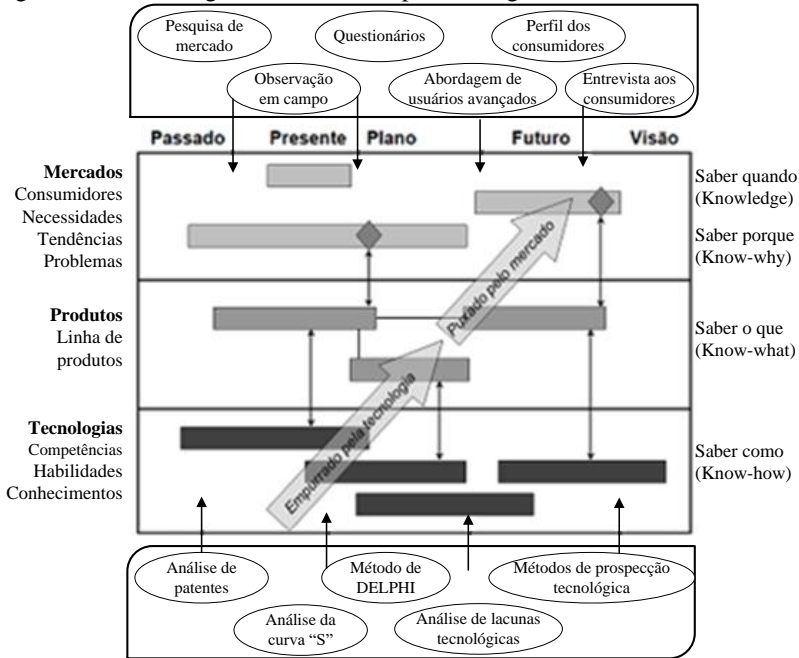 Pesquisa de
mercado
Questionários
Perfil dos
consumidores
Observação
em campo
Abordagem de
usuários avançados
Entrevista aos
consumidores
Passado
Presente
Plano
Futuro
Visão
Mercados
Consumidores
Necessidades
Tendências
Problemas
Saber quando
(Knowledge)
Saber porque
(Know-why)
Puxado pelo mercado
Produtos
Linha de
produtos
Saber o que
(Know-what)
Empurrado pela tecnologia
Tecnologias
Competências
Habilidades
Conhecimentos
Saber como
(Know-how)
Análise de
patentes
Método de
DELPHI
Métodos de prospecção
tecnológica
Análise da
curva “S”
Análise de lacunas
tecnológicas